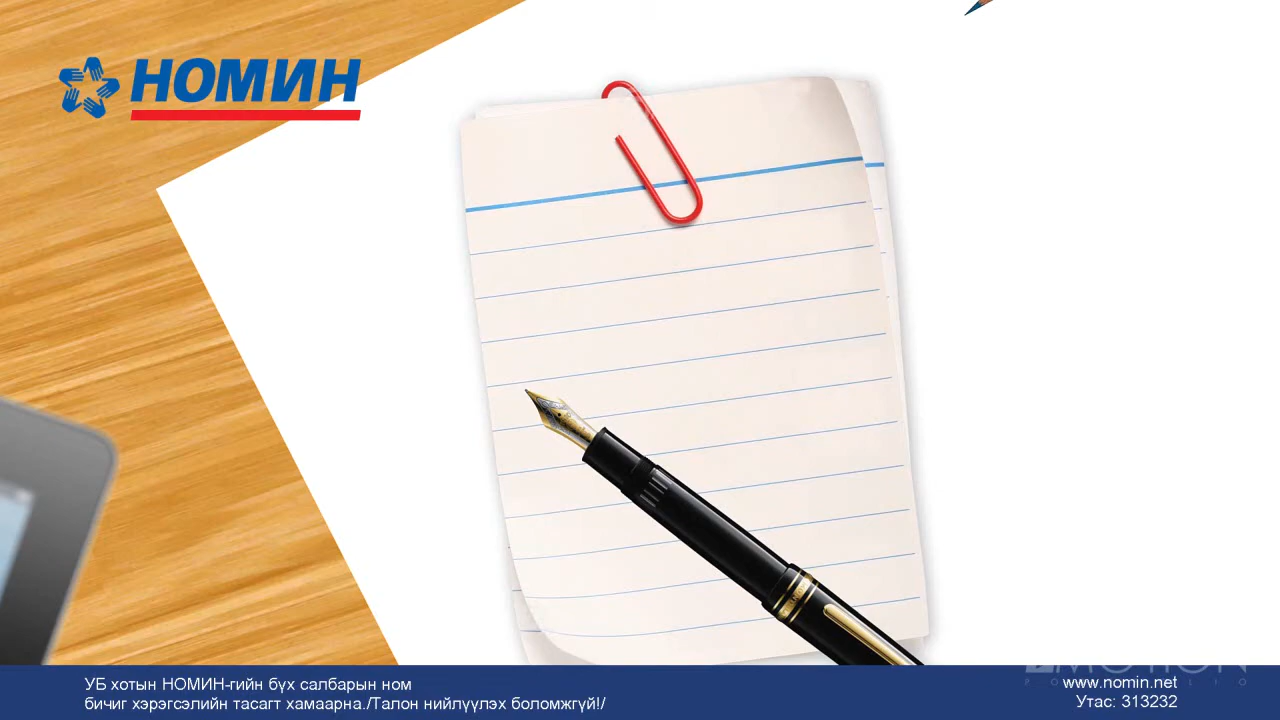 НОМИН
УБ хотын НОМИН-гийн бүх салбарын ном
бичиг хэрэгсэлийн тасагт хамаарна./Талон нийлүүлэх боломжгүй!/
www.nomin.net
Утас: 313232